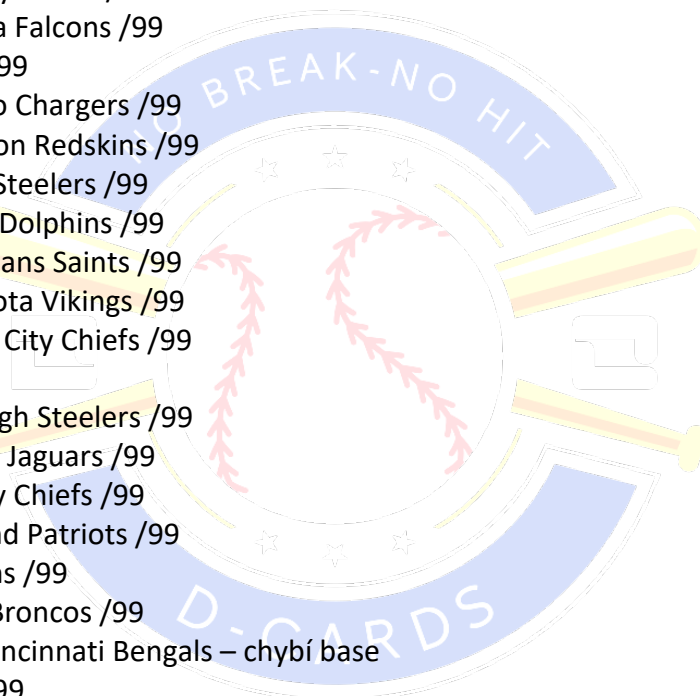 a Falcons /99
99
o Chargers /99
on Redskins /99
Steelers /99
Dolphins /99
ans Saints /99
ota Vikings /99
City Chiefs /99
gh Steelers /99
Jaguars /99
y Chiefs /99
nd Patriots /99
ns /99
Broncos /99
ncinnati Bengals – chybí base
99
NO BREAK-NO HIT
D-CARDS